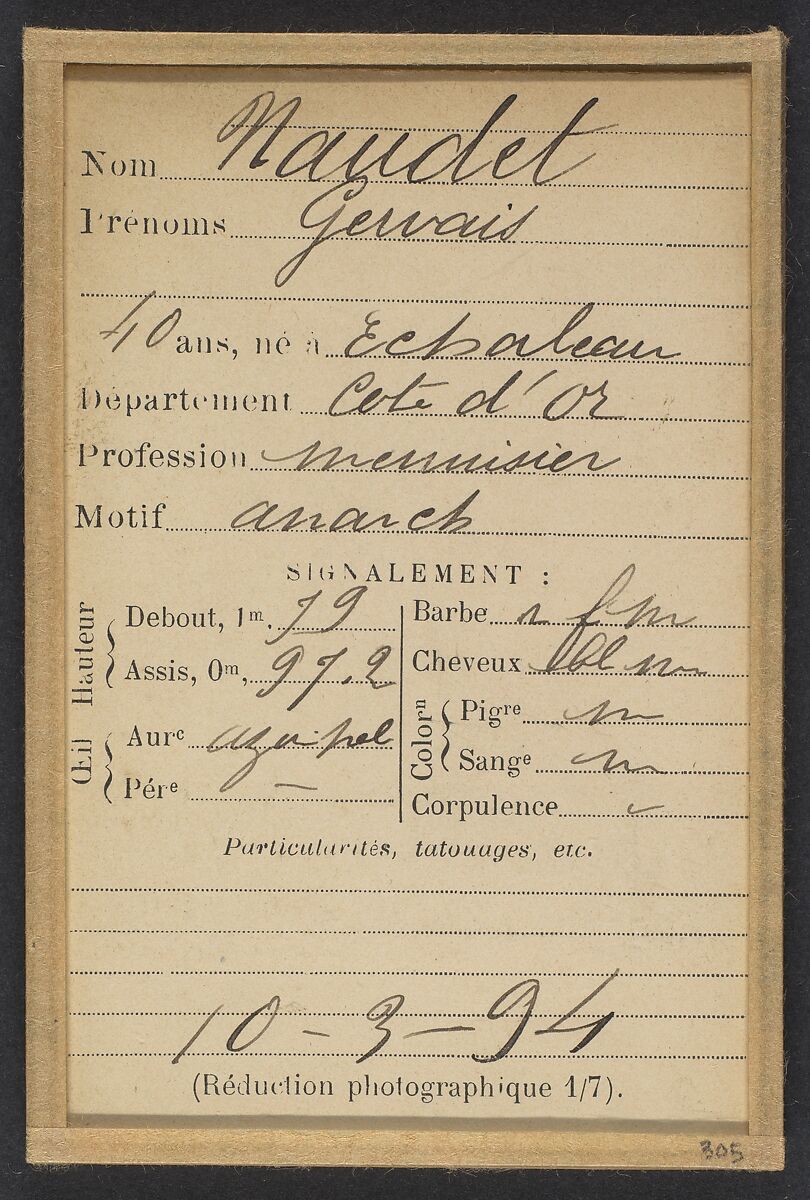 Nom Naudet
Prénoms Gervais
40 ans, né à Echaleau
Département Cote d'Or
Profession menuisier
Motif anarch
SIGNALEMENT :
Hauteur
Debout, 1m, 79
Assis, 0m, 97,2
Œil
Aurc
Pére —
Barbe
Cheveux
Colorn
Pigre m
Sange m
Corpulence
Particularités, tatouages, etc.
10-3-94
(Réduction photographique 1/7).
305